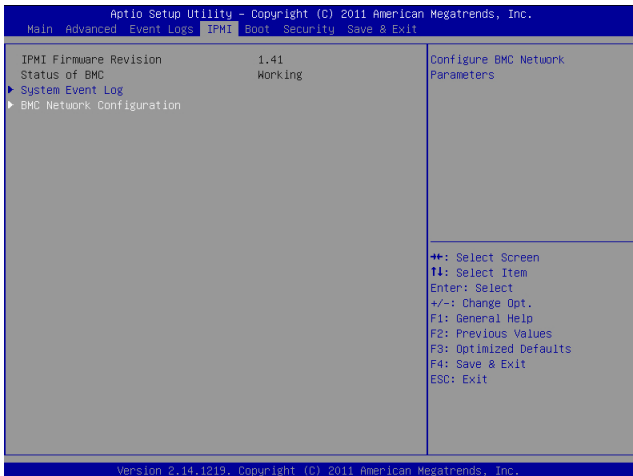 Aptio Setup Utility – Copyright (C) 2011 American Megatrends, Inc.
Main Advanced Event Logs IPMI Boot Security Save & Exit
IPMI Firmware Revision 1.41
Status of BMC Working
System Event Log
BMC Network Configuration
Configure BMC Network
Parameters
→←: Select Screen
↑↓: Select Item
Enter: Select
+/-: Change Opt.
F1: General Help
F2: Previous Values
F3: Optimized Defaults
F4: Save & Exit
ESC: Exit
Version 2.14.1219. Copyright (C) 2011 American Megatrends, Inc.